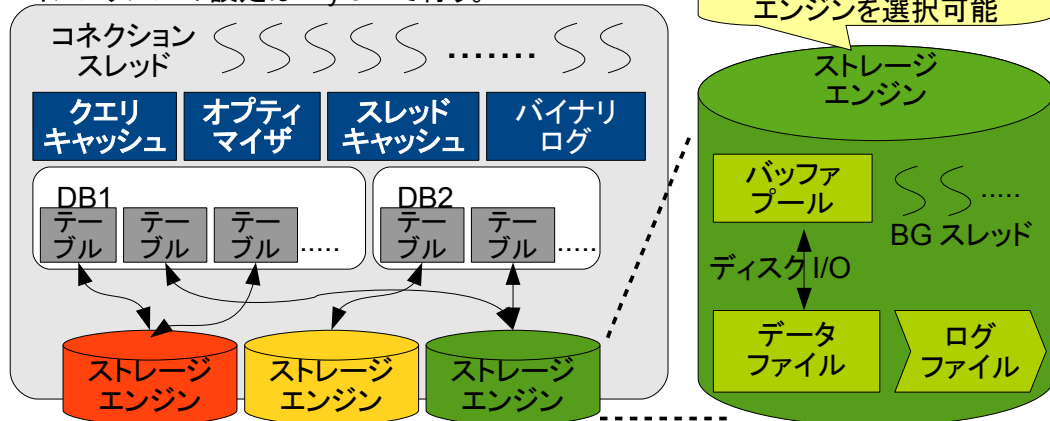 エンジンを選択可能
コネクション
スレッド
.......
クエリ
キャッシュ
オプティ
マイザ
スレッド
キャッシュ
バイナリ
ログ
DB1
テー
ブル
テー
ブル
テー
ブル
.....
DB2
テー
ブル
テー
ブル
.....
ストレージ
エンジン
ストレージ
エンジン
ストレージ
エンジン
ストレージ
エンジン
バッファ
プール
.....
BG スレッド
ディスク I/O
データ
ファイル
ログ
ファイル